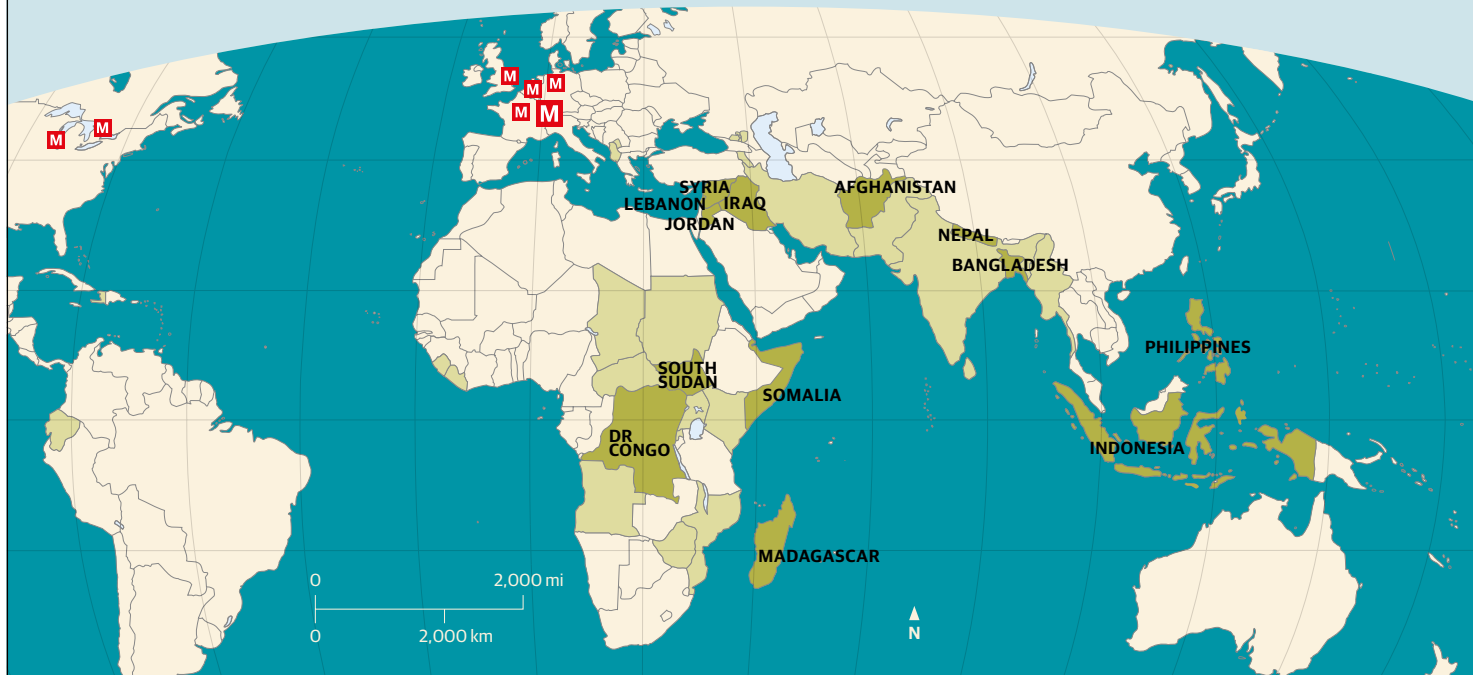 M
M
M
M
M
M
M
SYRIA
AFGHANISTAN
LEBANON
IRAQ
JORDAN
NEPAL
BANGLADESH
PHILIPPINES
SOUTH
SUDAN
SOMALIA
DR
CONGO
INDONESIA
MADAGASCAR
0
2,000 mi
0
2,000 km
N